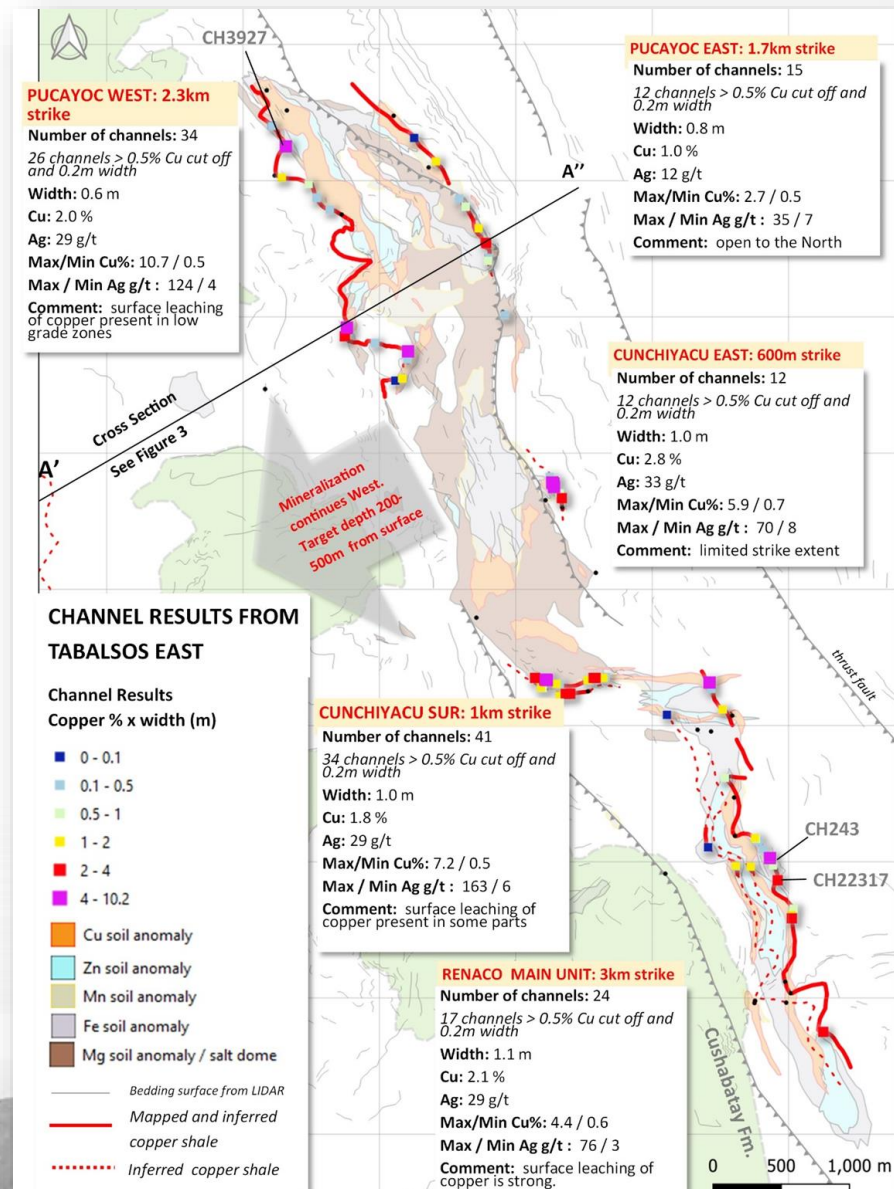 CH3927
PUCAYOC WEST: 2.3km
strike
Number of channels: 34
26 channels > 0.5% Cu cut off
and 0.2m width
Width: 0.6 m
Cu: 2.0 %
Ag: 29 g/t
Max/Min Cu%: 10.7 / 0.5
Max / Min Ag g/t : 124 / 4
Comment: surface leaching
of copper present in low
grade zones
PUCAYOC EAST: 1.7km strike
Number of channels: 15
12 channels > 0.5% Cu cut off and
0.2m width
Width: 0.8 m
Cu: 1.0 %
Ag: 12 g/t
Max/Min Cu%: 2.7 / 0.5
Max / Min Ag g/t : 35 / 7
Comment: open to the North
A''
Cross Section
See Figure 3
A'
CUNCHIYACU EAST: 600m strike
Number of channels: 12
12 channels > 0.5% Cu cut off and
0.2m width
Width: 1.0 m
Cu: 2.8 %
Ag: 33 g/t
Max/Min Cu%: 5.9 / 0.7
Max / Min Ag g/t : 70 / 8
Comment: limited strike extent
Mineralization
continues West.
Target depth 200-
500m from surface
thrust fault
CHANNEL RESULTS FROM
TABALSOS EAST
Channel Results
Copper % x width (m)
0 - 0.1
0.1 - 0.5
0.5 - 1
1 - 2
2 - 4
4 - 10.2
Cu soil anomaly
Zn soil anomaly
Mn soil anomaly
Fe soil anomaly
Mg soil anomaly / salt dome
Bedding surface from LIDAR
Mapped and inferred
copper shale
Inferred copper shale
CUNCHIYACU SUR: 1km strike
Number of channels: 41
34 channels > 0.5% Cu cut off and
0.2m width
Width: 1.0 m
Cu: 1.8 %
Ag: 29 g/t
Max/Min Cu%: 7.2 / 0.5
Max / Min Ag g/t : 163 / 6
Comment: surface leaching of
copper present in some parts
CH243
CH22317
RENACO MAIN UNIT: 3km strike
Number of channels: 24
17 channels > 0.5% Cu cut off and
0.2m width
Width: 1.1 m
Cu: 2.1 %
Ag: 29 g/t
Max/Min Cu%: 4.4 / 0.6
Max / Min Ag g/t : 76 / 3
Comment: surface leaching of
copper is strong.
Cushabatay Fm.
0 500 1,000 m